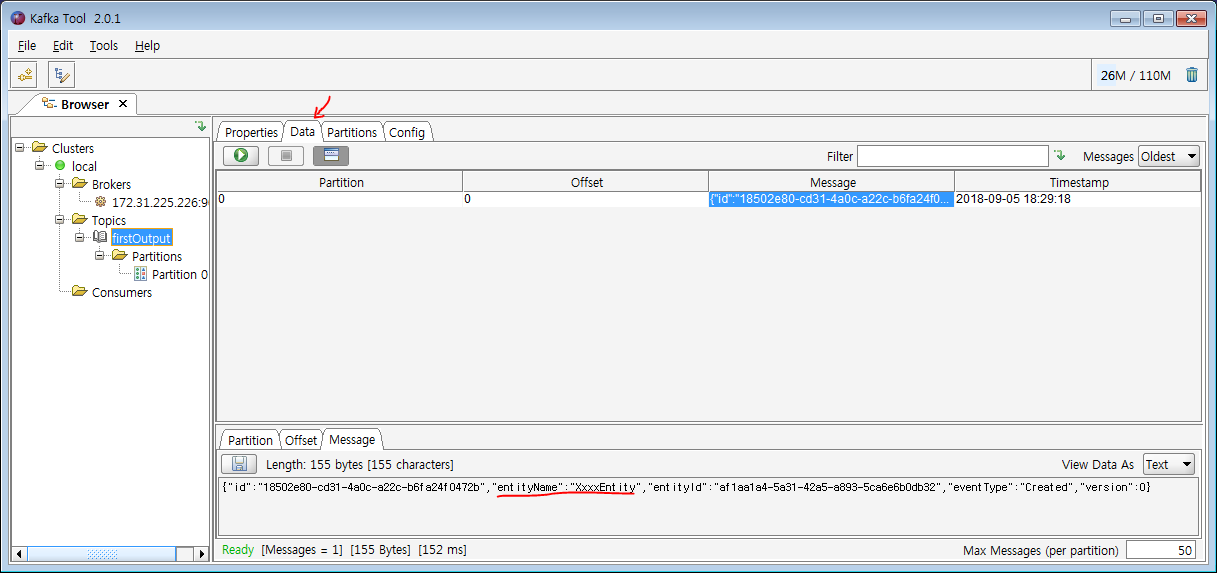 Kafka Tool 2.0.1
File Edit Tools Help
26M / 110M
Browser
Clusters
local
Brokers
172.31.225.226:9
Topics
firstOutput
Partitions
Partition 0
Consumers
Properties Data Partitions Config
Filter Messages Oldest
Partition Offset Message Timestamp
0 0 {"id":"18502e80-cd31-4a0c-a22c-b6fa24f0... 2018-09-05 18:29:18
Partition Offset Message
Length: 155 bytes [155 characters] View Data As Text
{"id":"18502e80-cd31-4a0c-a22c-b6fa24f0472b","entityName":"XxxxEntity","entityId":"af1aa1a4-5a31-42a5-a893-5ca6e6b0db32","eventType":"Created","version":0}
Ready [Messages = 1] [155 Bytes] [152 ms] Max Messages (per partition) 50